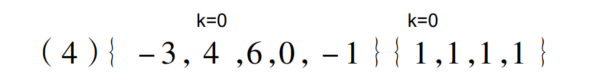 k=0 k=0
(4){ -3, 4 ,6,0, -1 }{ 1,1,1,1 }